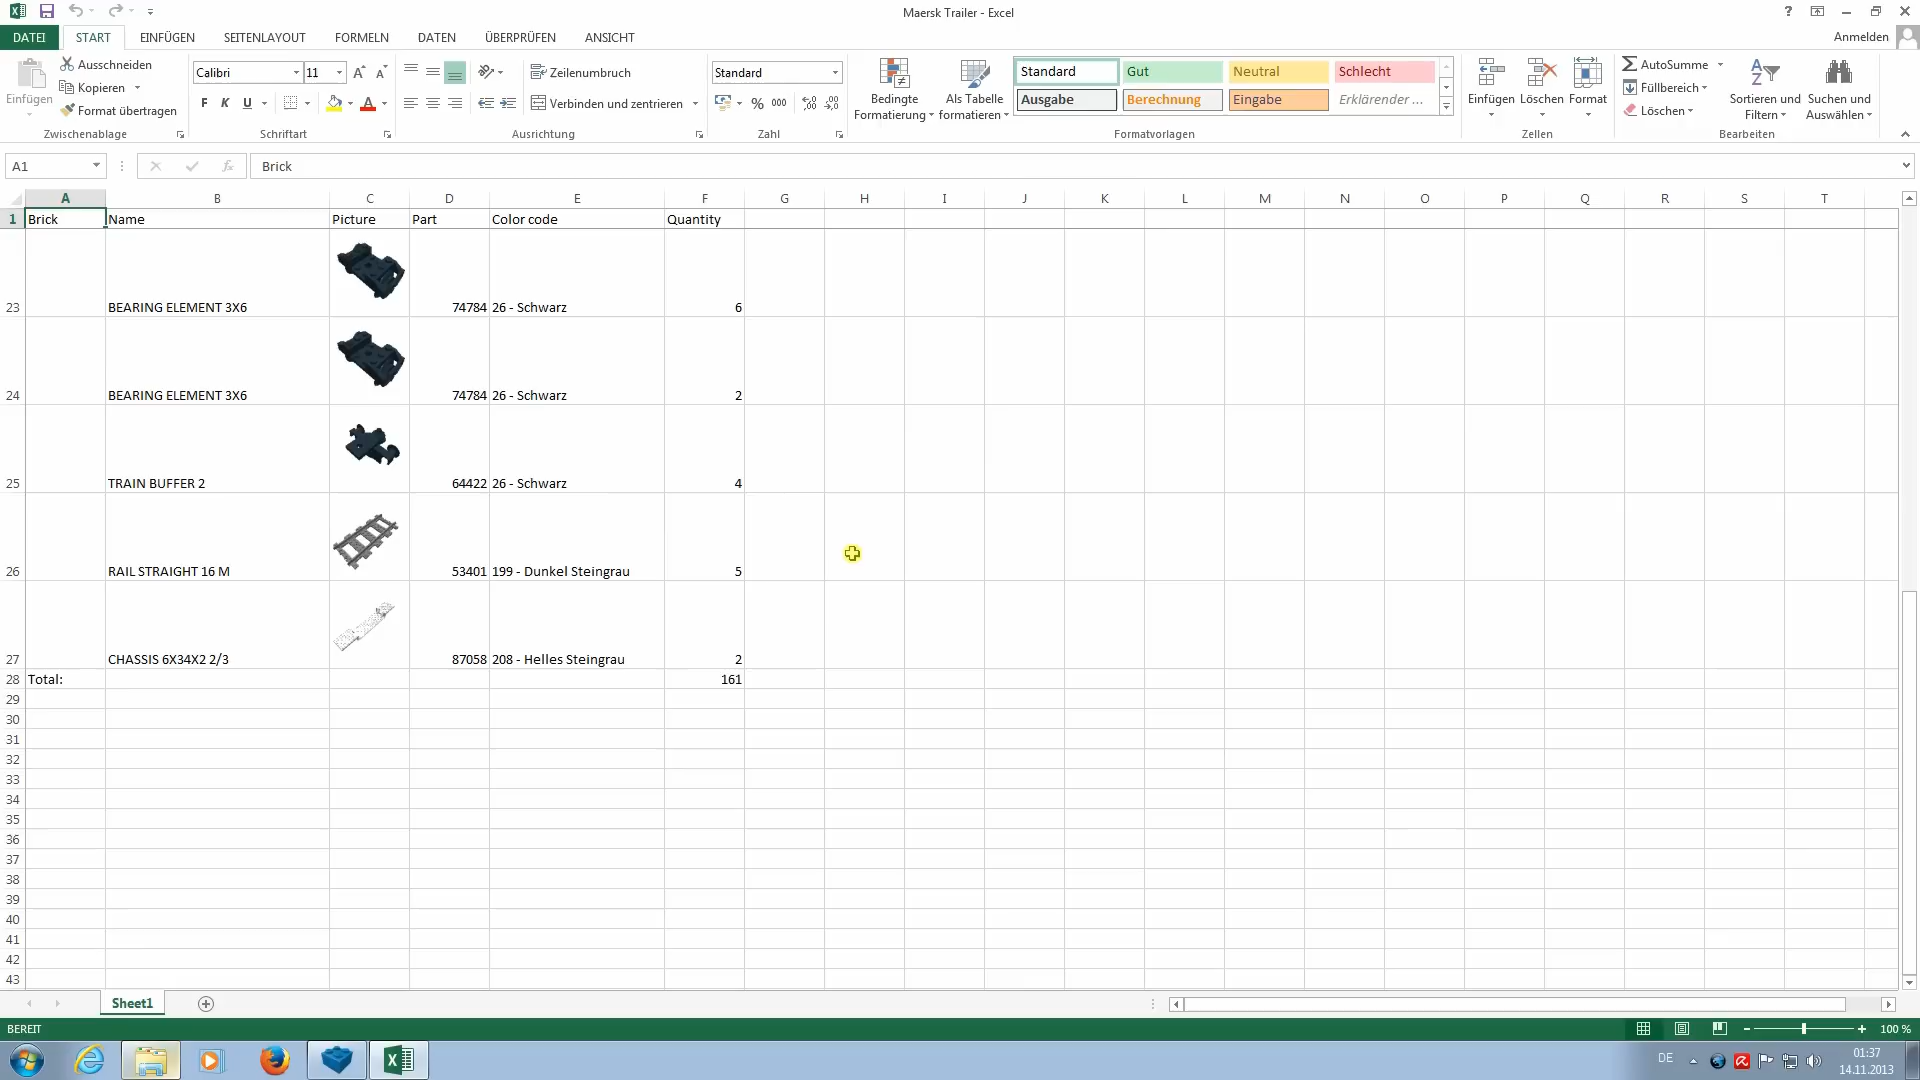 Maersk Trailer - Excel
?
DATEI START EINFÜGEN SEITENLAYOUT FORMELN DATEN ÜBERPRÜFEN ANSICHT Anmelden
Einfügen
Ausschneiden
Kopieren
Format übertragen
Zwischenablage
Calibri 11
F K U
Schriftart
Zeilenumbruch
Verbinden und zentrieren
Ausrichtung
Standard
% 000
Zahl
Bedingte Formatierung
Als Tabelle formatieren
Standard Gut Neutral Schlecht
Ausgabe Berechnung Eingabe Erklärender ...
Formatvorlagen
Einfügen Löschen Format
Zellen
AutoSumme
Füllbereich
Löschen
Sortieren und Filtern
Suchen und Auswählen
Bearbeiten
A1 fx Brick
A B C D E F G H I J K L M N O P Q R S T
1 Brick Name Picture Part Color code Quantity
23 BEARING ELEMENT 3X6 74784 26 - Schwarz 6
24 BEARING ELEMENT 3X6 74784 26 - Schwarz 2
25 TRAIN BUFFER 2 64422 26 - Schwarz 4
26 RAIL STRAIGHT 16 M 53401 199 - Dunkel Steingrau 5
27 CHASSIS 6X34X2 2/3 87058 208 - Helles Steingrau 2
28 Total: 161
29
30
31
32
33
34
35
36
37
38
39
40
41
42
43
Sheet1
BEREIT 100 %
DE 01:37
14.11.2013